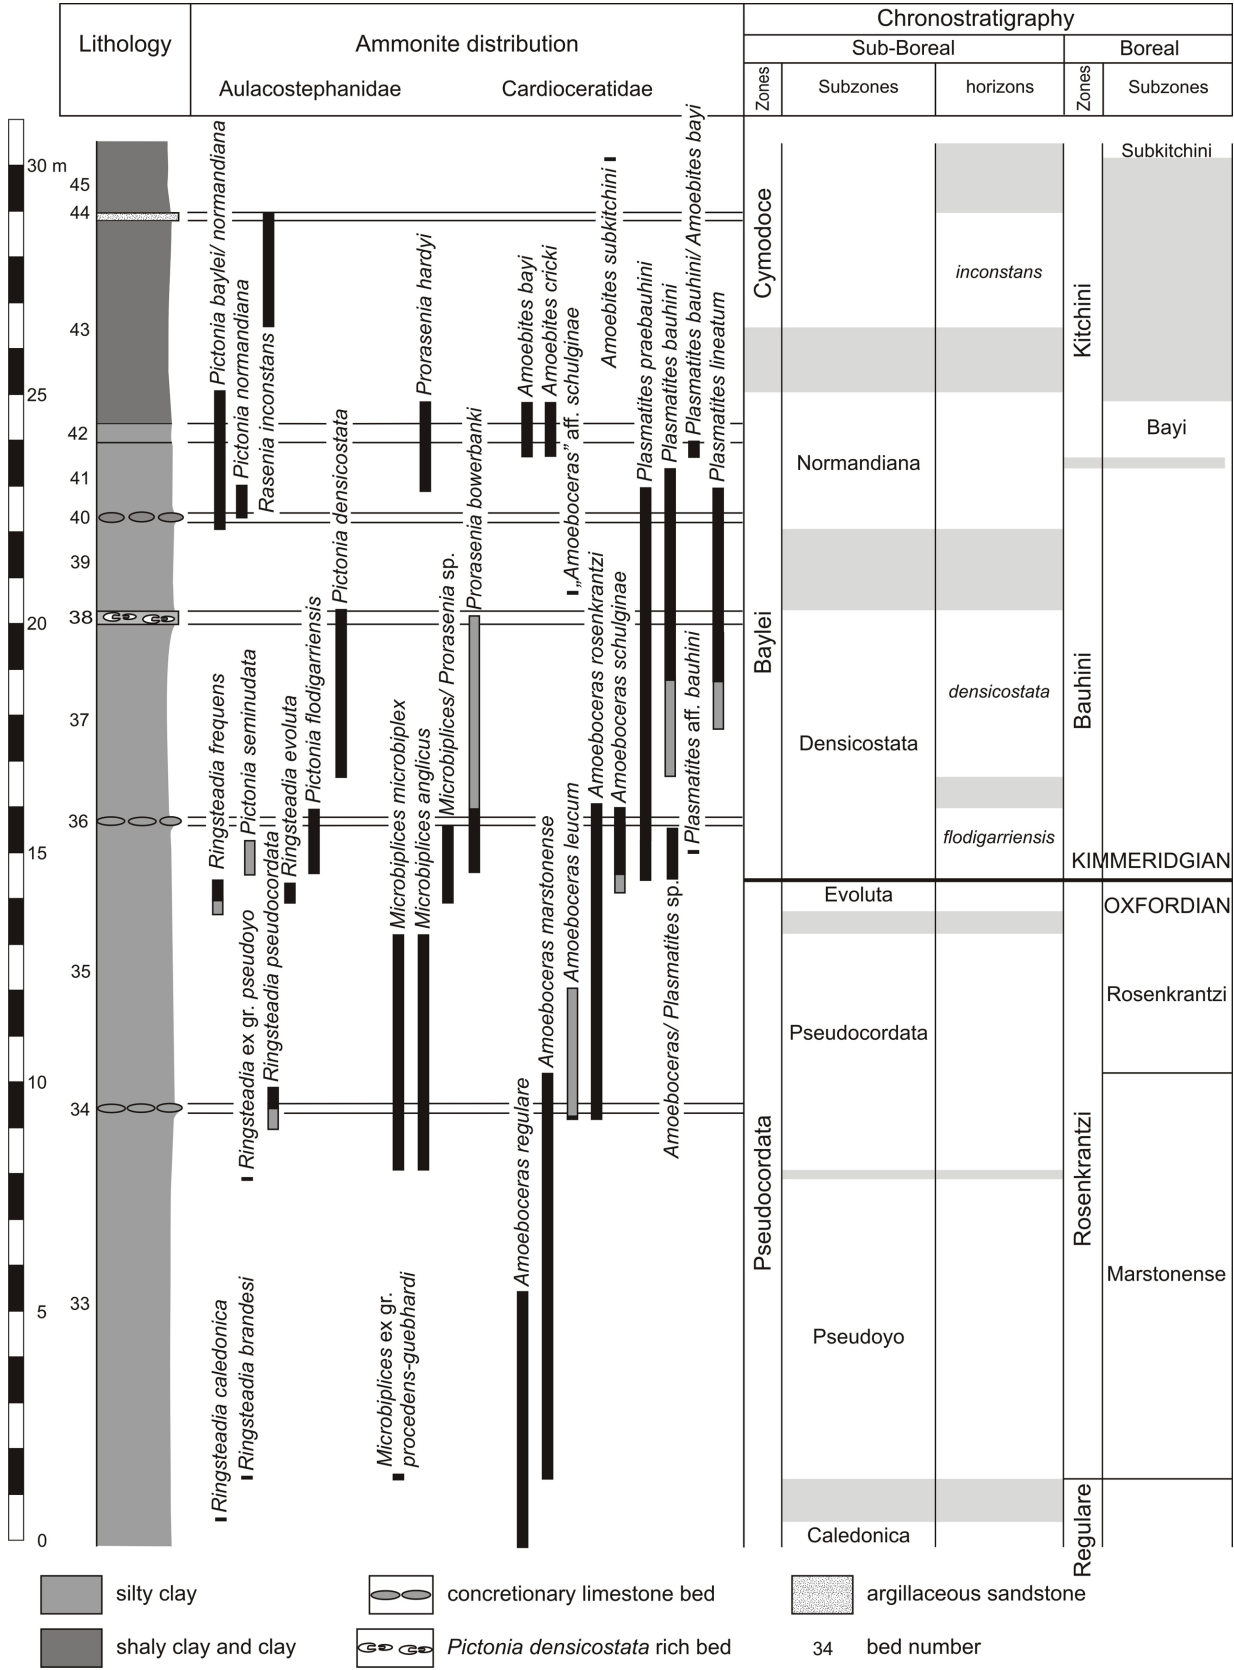 Lithology
Ammonite distribution
Aulacostephanidae
Cardioceratidae
Chronostratigraphy
Sub-Boreal
Boreal
Zones
Subzones
horizons
Zones
Subzones
30 m
25
20
15
10
5
0
45
44
43
42
41
40
39
38
37
36
35
34
33
Pictonia baylei/ normandiana
Pictonia normandiana
Rasenia inconstans
Pictonia densicostata
Prorasenia hardyi
Prorasenia bowerbanki
Amoebites bayi
Amoebites cricki
„Amoeboceras” aff. schulginae
Amoebites subkitchini
Plasmatites praebauhini
Plasmatites bauhini
Plasmatites bauhini/ Amoebites bayi
Plasmatites lineatum
Ringsteadia frequens
Pictonia seminudata
Ringsteadia evoluta
Pictonia flodigarriensis
Microbiplices microbiplex
Microbiplices anglicus
Microbiplices/ Prorasenia sp.
Amoeboceras rosenkrantzi
Amoeboceras schulginae
Plasmatites aff. bauhini
Amoeboceras/ Plasmatites sp.
Ringsteadia ex gr. pseudoyo
Ringsteadia pseudocordata
Amoeboceras regulare
Amoeboceras marstonense
Amoeboceras leucum
Ringsteadia caledonica
Ringsteadia brandesi
Microbiplices ex gr.
procedens-guebhardi
Cymodoce
Baylei
Pseudocordata
Normandiana
Densicostata
Evoluta
Pseudocordata
Pseudoyo
Caledonica
inconstans
densicostata
flodigarriensis
Kitchini
Bauhini
Rosenkrantzi
Regulare
Subkitchini
Bayi
KIMMERIDGIAN
OXFORDIAN
Rosenkrantzi
Marstonense
silty clay
concretionary limestone bed
argillaceous sandstone
shaly clay and clay
Pictonia densicostata rich bed
34
bed number